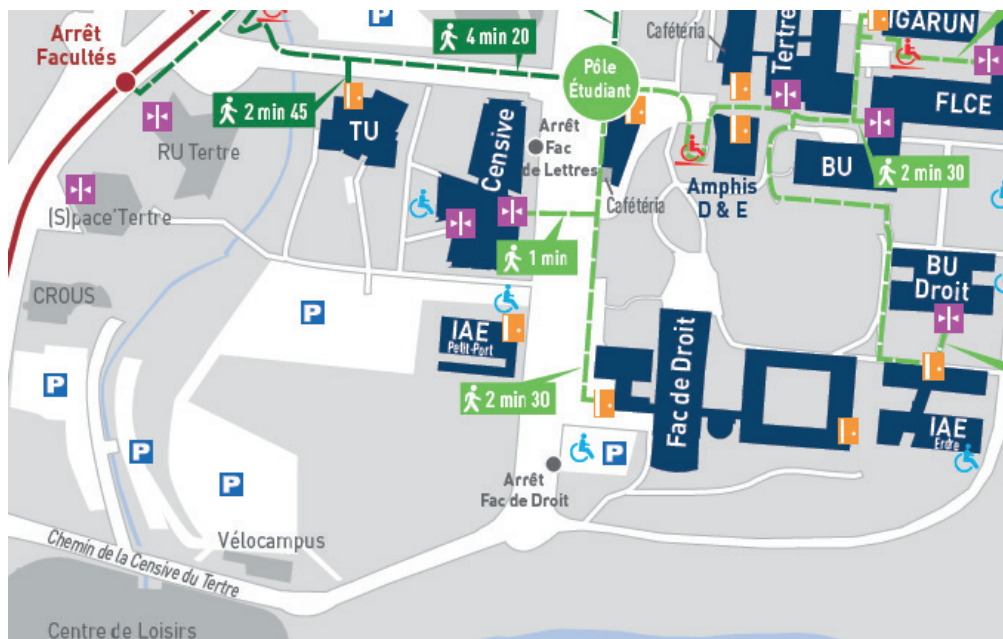 Arrêt
Facultés
4 min 20
Pôle
Étudiant
Cafétéria
Tertre
IGARUN
FLCE
2 min 45
TU
Censive
RU Tertre
Arrêt
Fac
de Lettres
BU
2 min 30
Amphis
D & E
Cafétéria
(S)pace'Tertre
1 min
BU
Droit
CROUS
P
IAE
Petit-Port
Fac de Droit
2 min 30
P
IAE
Erdre
P
P
P
Arrêt
Fac de Droit
Vélocampus
Chemin de la Censive du Tertre
Centre de Loisirs